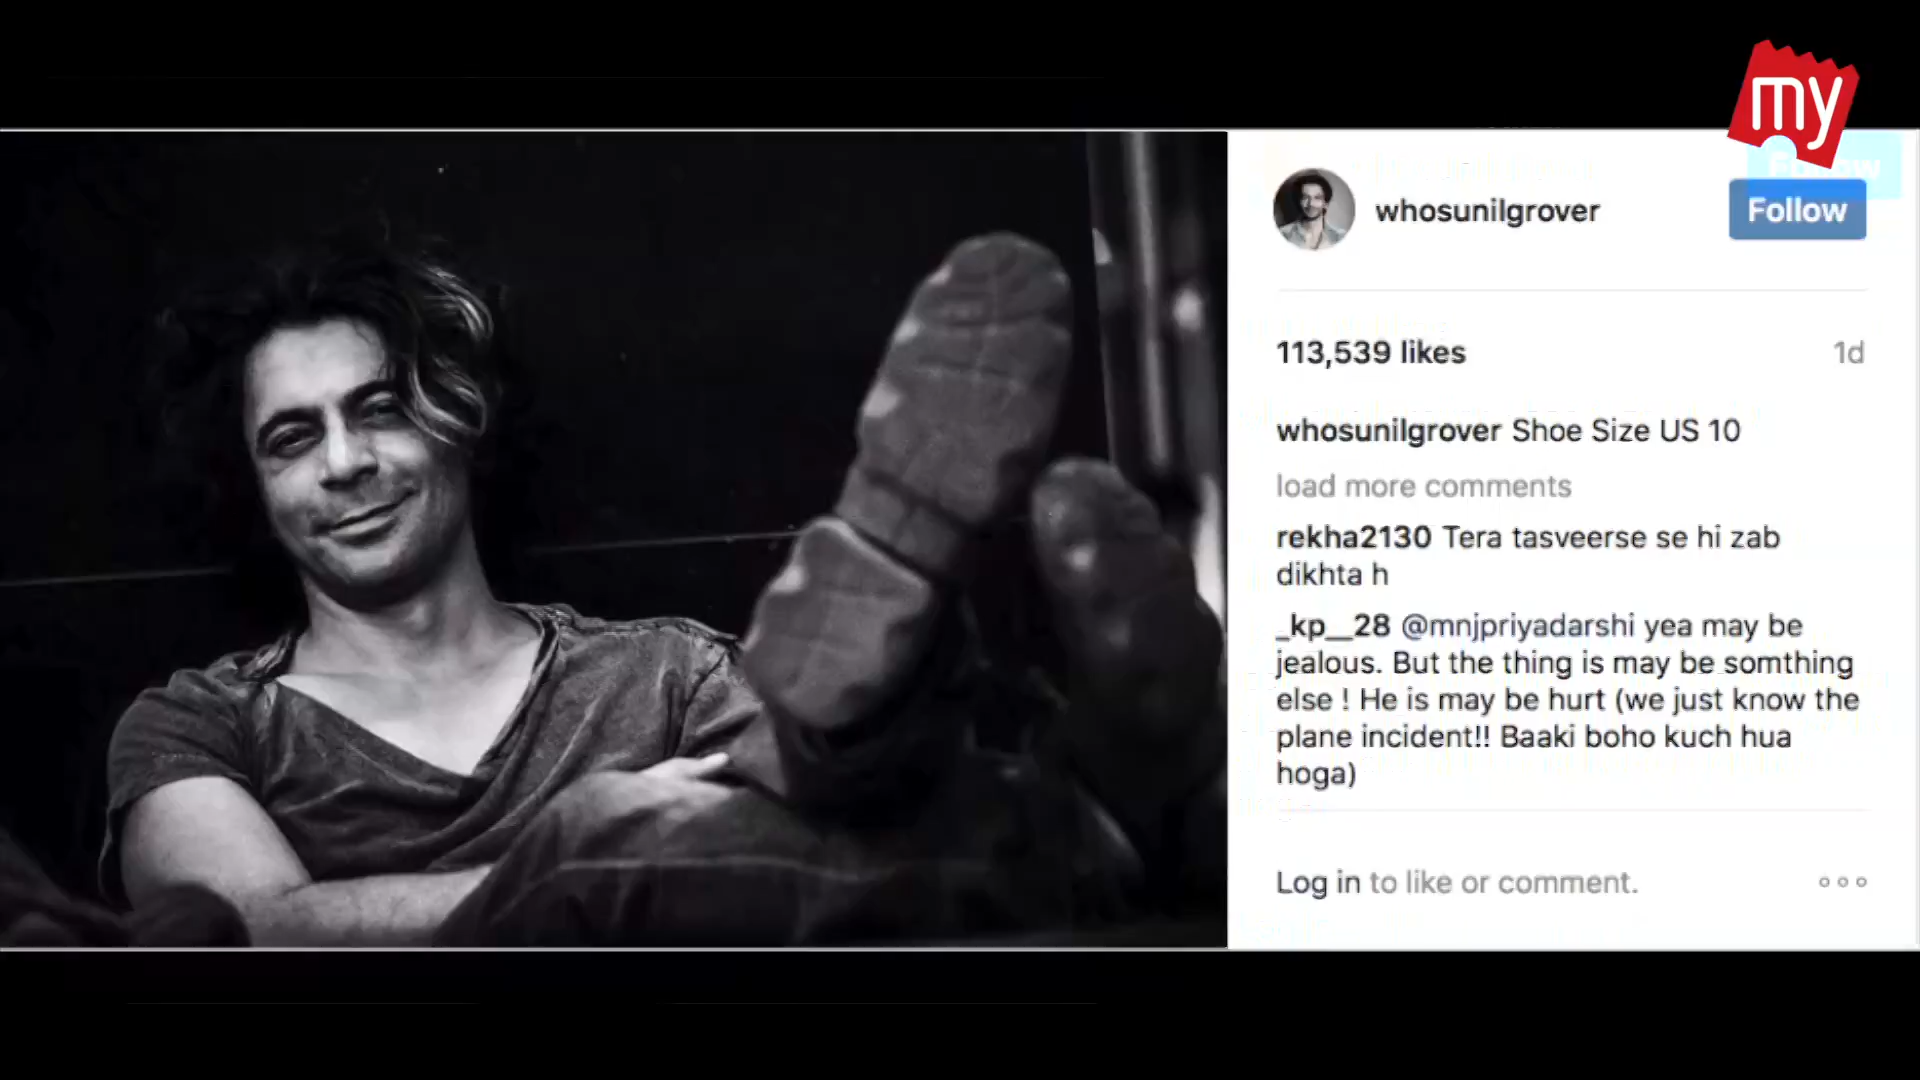 my
whosunilgrover
Follow
113,539 likes
1d
whosunilgrover Shoe Size US 10
load more comments
rekha2130 Tera tasveerse se hi zab
dikhta h
_kp__28 @mnjpriyadarshi yea may be
jealous. But the thing is may be somthing
else ! He is may be hurt (we just know the
plane incident!! Baaki boho kuch hua
hoga)
Log in to like or comment.